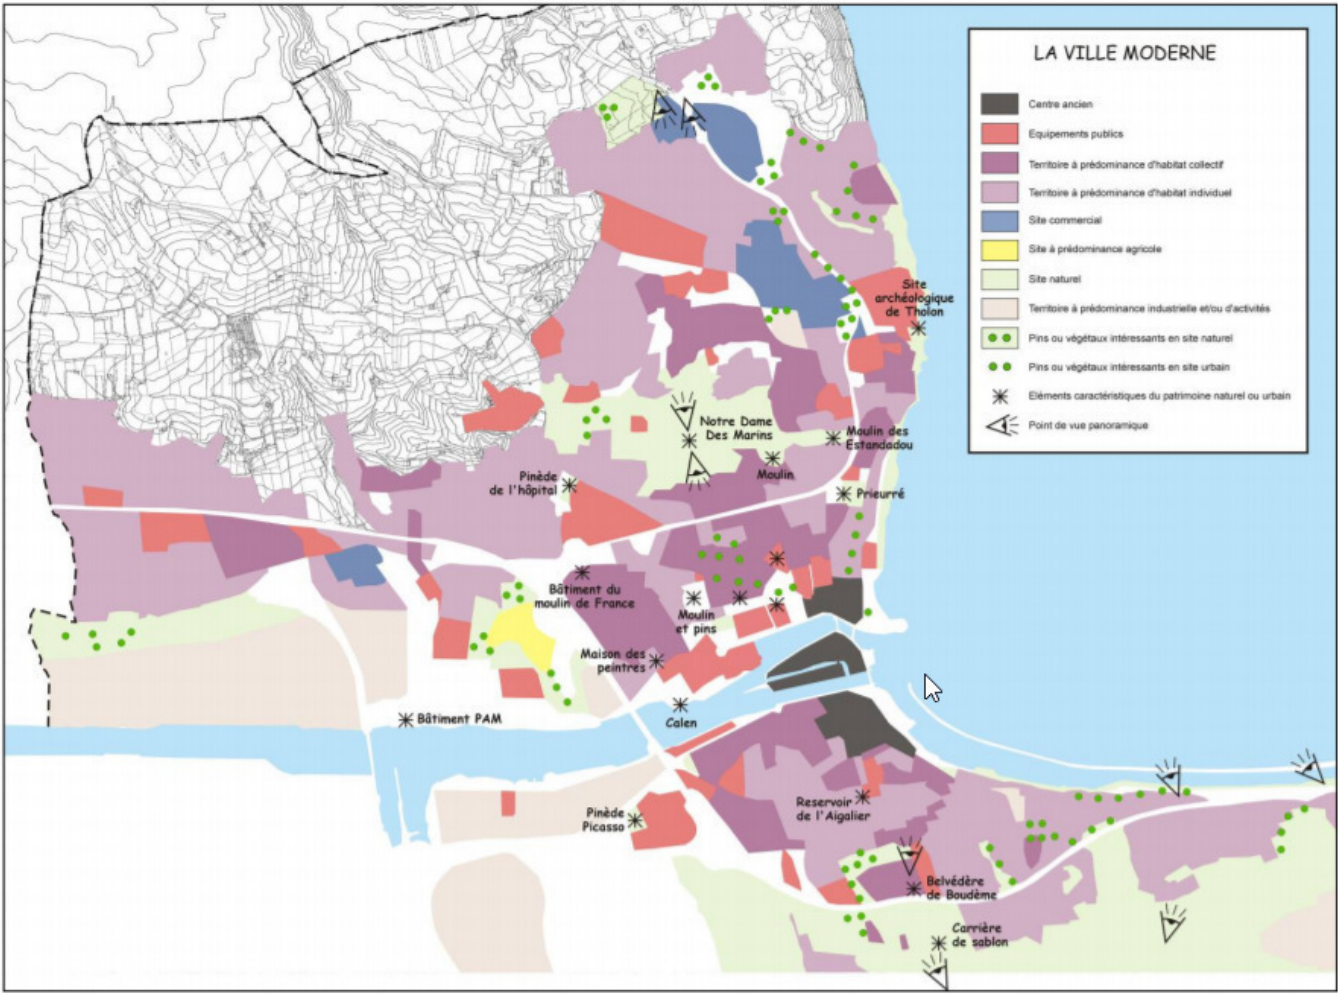 LA VILLE MODERNE
Centre ancien
Equipements publics
Territoire à prédominance d'habitat collectif
Territoire à prédominance d'habitat individuel
Site commercial
Site à prédominance agricole
Site naturel
Territoire à prédominance industrielle et/ou d'activités
Pins ou végétaux intéressants en site naturel
Pins ou végétaux intéressants en site urbain
Eléments caractéristiques du patrimoine naturel ou urbain
Point de vue panoramique
Site
archéologique
de Tholon
Notre Dame
Des Marins
Moulin des
Estandadou
Moulin
Pinède
de l'hôpital
Prieurré
Bâtiment du
moulin de France
Moulin
et pins
Maison des
peintres
Calen
Bâtiment PAM
Pinède
Picasso
Reservoir
de l'Aigalier
Belvédère
de Boudème
Carrière
de sablon